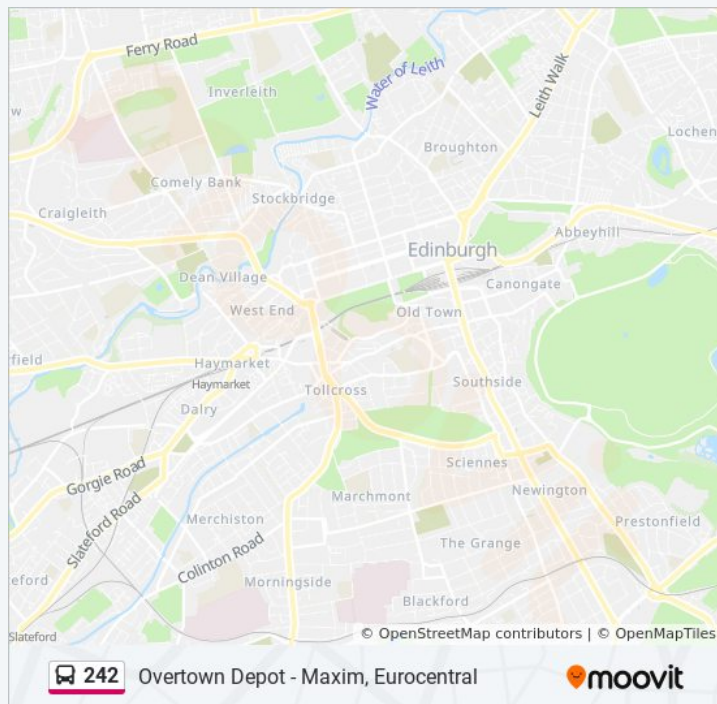 Ferry Road
Inverleith
Water of Leith
Leith Walk
w
Broughton
Lochen
Comely Bank
Stockbridge
Craigleith
Abbeyhill
Edinburgh
Dean Village
Canongate
West End
Old Town
rfield
Haymarket
Haymarket
Tollcross
Southside
Dalry
Gorgie Road
Sciennes
Slateford Road
Marchmont
Newington
Merchiston
Prestonfield
Colinton Road
The Grange
teford
Morningside
Blackford
Slateford
© OpenStreetMap contributors | © OpenMapTiles
242 Overtown Depot - Maxim, Eurocentral
moovit